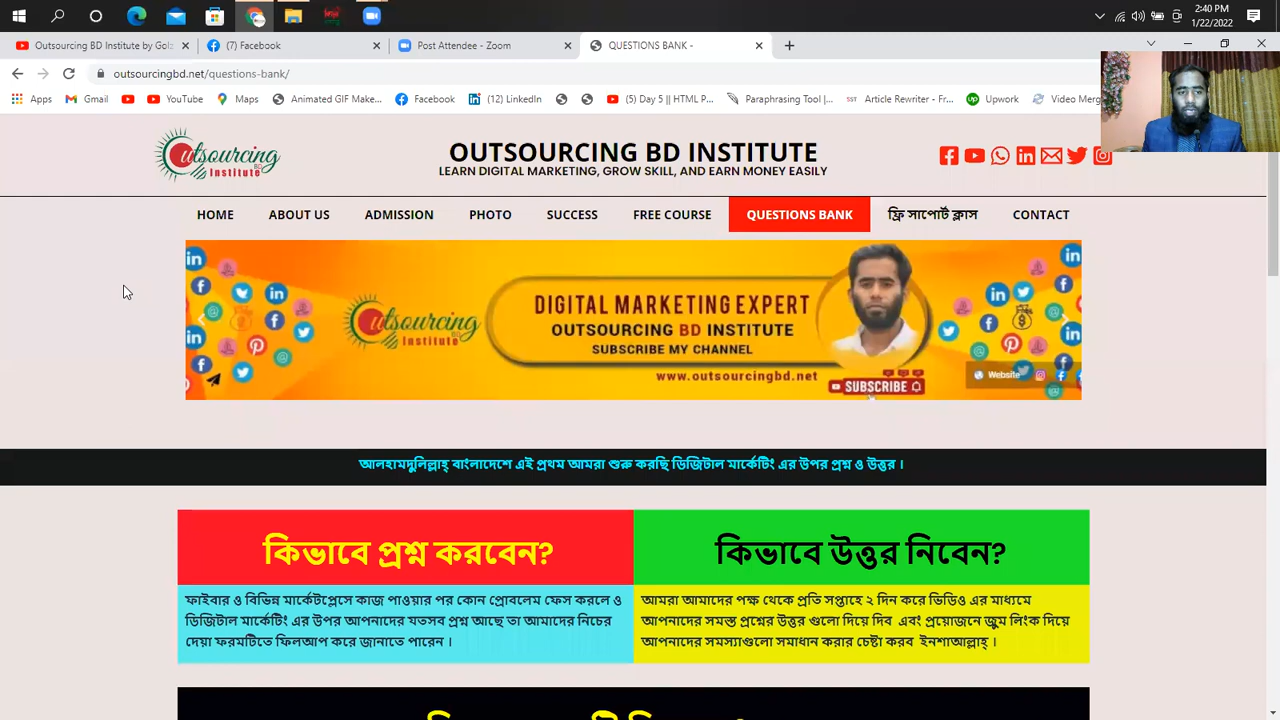 2:40 PM
1/22/2022
Outsourcing BD Institute by Gol
(7) Facebook
Post Attendee - Zoom
QUESTIONS BANK -
outsourcingbd.net/questions-bank/
Apps
Gmail
YouTube
Maps
Animated GIF Make...
Facebook
(12) LinkedIn
(5) Day 5 || HTML P...
Paraphrasing Tool |...
Article Rewriter - Fr...
Upwork
Video Merg
Outsourcing BD Institute
OUTSOURCING BD INSTITUTE
LEARN DIGITAL MARKETING, GROW SKILL, AND EARN MONEY EASILY
HOME ABOUT US ADMISSION PHOTO SUCCESS FREE COURSE QUESTIONS BANK ফ্রি সাপোর্ট ক্লাস CONTACT
Outsourcing BD Institute
DIGITAL MARKETING EXPERT
OUTSOURCING BD INSTITUTE
SUBSCRIBE MY CHANNEL
www.outsourcingbd.net
SUBSCRIBE
Website
আলহামদুলিল্লাহ্ বাংলাদেশে এই প্রথম আমরা শুরু করছি ডিজিটাল মার্কেটিং এর উপর প্রশ্ন ও উত্তর ।
কিভাবে প্রশ্ন করবেন?
ফাইবার ও বিভিন্ন মার্কেটপ্লেসে কাজ পাওয়ার পর কোন প্রোবলেম ফেস করলে ও
ডিজিটাল মার্কেটিং এর উপর আপনাদের যতসব প্রশ্ন আছে তা আমাদের নিচের
দেয়া ফরমটিতে ফিলআপ করে জানাতে পারেন ।
কিভাবে উত্তর নিবেন?
আমরা আমাদের পক্ষ থেকে প্রতি সপ্তাহে ২ দিন করে ভিডিও এর মাধ্যমে
আপনাদের সমস্ত প্রশ্নের উত্তর গুলো দিয়ে দিব এবং প্রয়োজনে জুম লিংক দিয়ে
আপনাদের সমস্যাগুলো সমাধান করার চেষ্টা করব ইনশাআল্লাহ্ ।